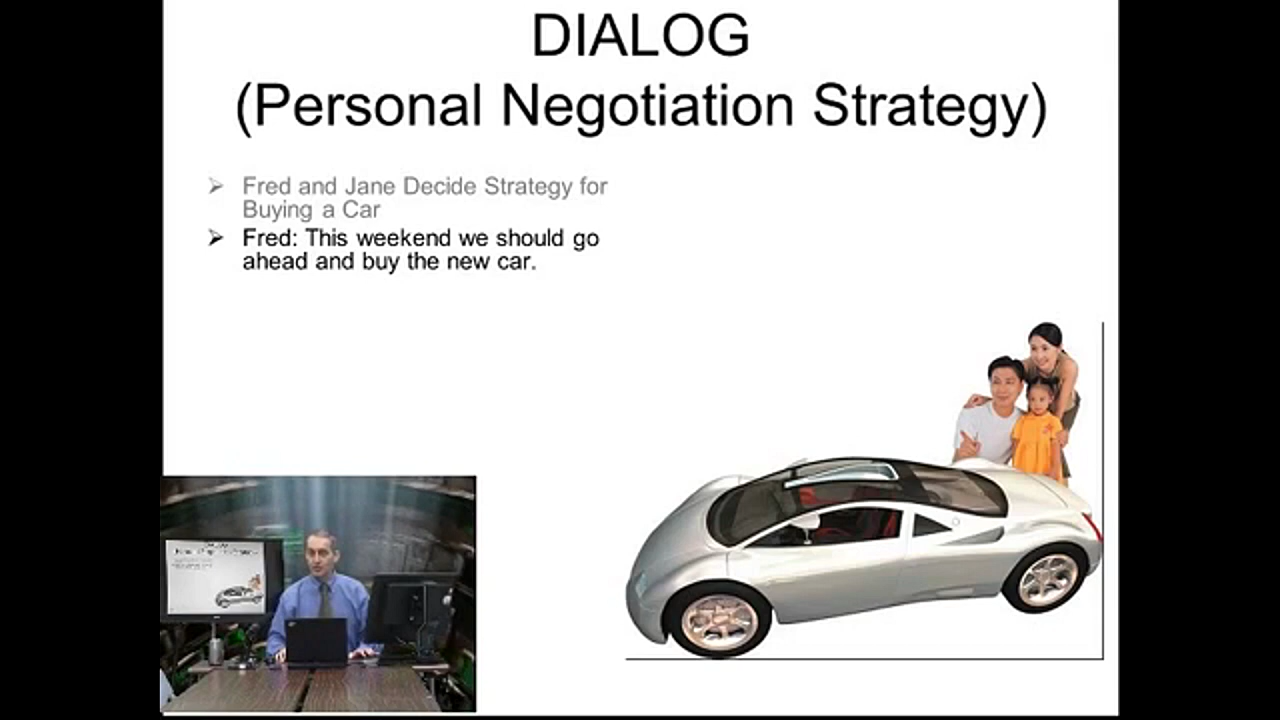 DIALOG
(Personal Negotiation Strategy)
Fred and Jane Decide Strategy for
Buying a Car
Fred: This weekend we should go
ahead and buy the new car.